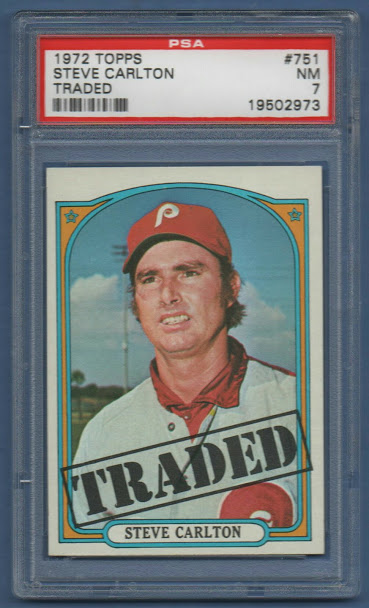 PSA
1972 TOPPS #751
STEVE CARLTON NM
TRADED 7
19502973
P
TRADED
P
STEVE CARLTON